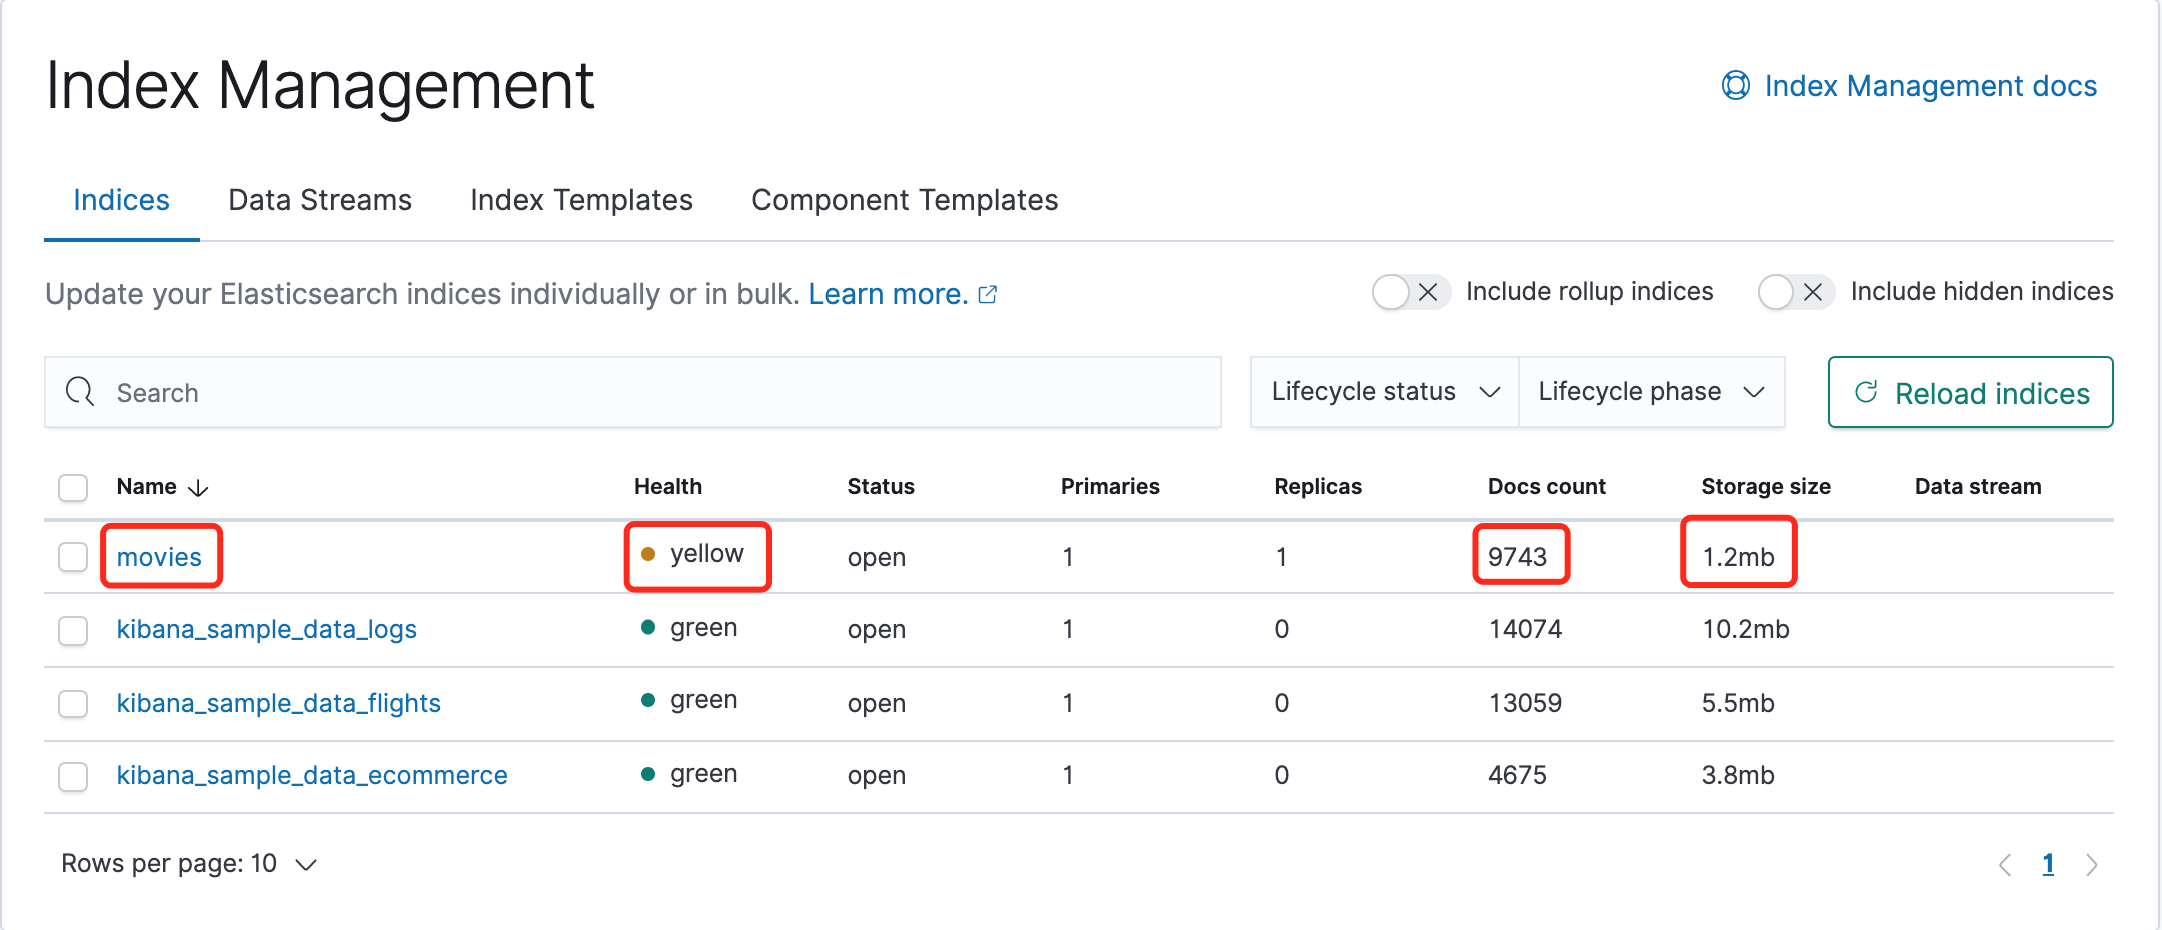 Index Management
Index Management docs
Indices Data Streams Index Templates Component Templates
Update your Elasticsearch indices individually or in bulk. Learn more. Include rollup indices Include hidden indices
Search Lifecycle status Lifecycle phase Reload indices
Name Health Status Primaries Replicas Docs count Storage size Data stream
movies yellow open 1 1 9743 1.2mb
kibana_sample_data_logs green open 1 0 14074 10.2mb
kibana_sample_data_flights green open 1 0 13059 5.5mb
kibana_sample_data_ecommerce green open 1 0 4675 3.8mb
Rows per page: 10 1